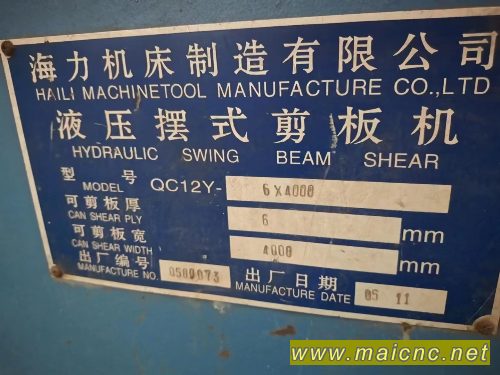 海力机床制造有限公司
HAILI MACHINETOOL MANUFACTURE CO.,LTD
液压摆式剪板机
HYDRAULIC SWING BEAM SHEAR
型号 MODEL QC12Y- 6×4000
可剪板厚 CAN SHEAR PLY 6 mm
可剪板宽 CAN SHEAR WIDTH 4000 mm
出厂编号 MANUFACTURE NO. 0580073 出厂日期 MANUFACTURE DATE 05 11
www.maicnc.net